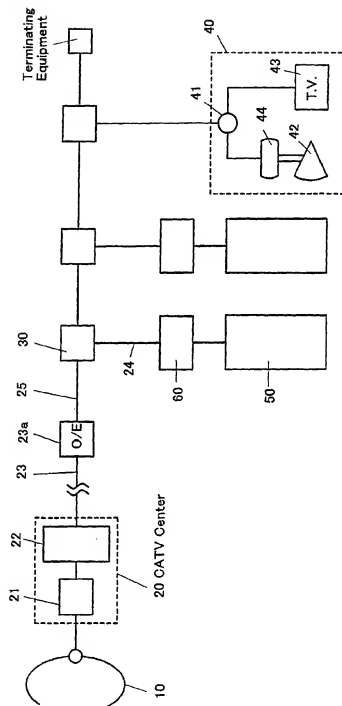 Terminating
Equipment
40
41
43
T.V.
44
42
30
24
60
50
25
23a
O/E
23
22
21
20 CATV Center
10